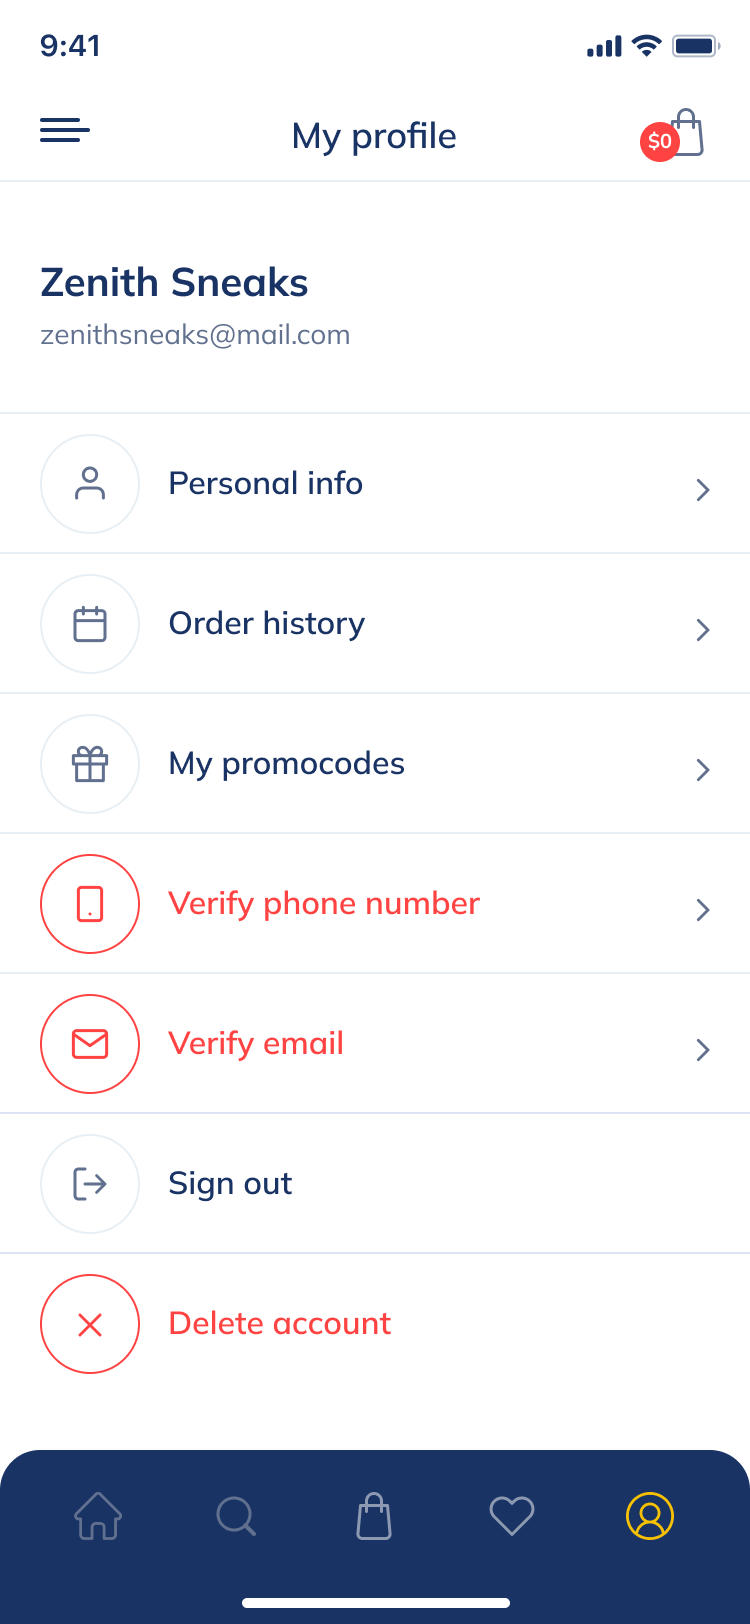 9:41
My profile
$0
Zenith Sneaks
zenithsneaks@mail.com
Personal info
Order history
My promocodes
Verify phone number
Verify email
Sign out
Delete account